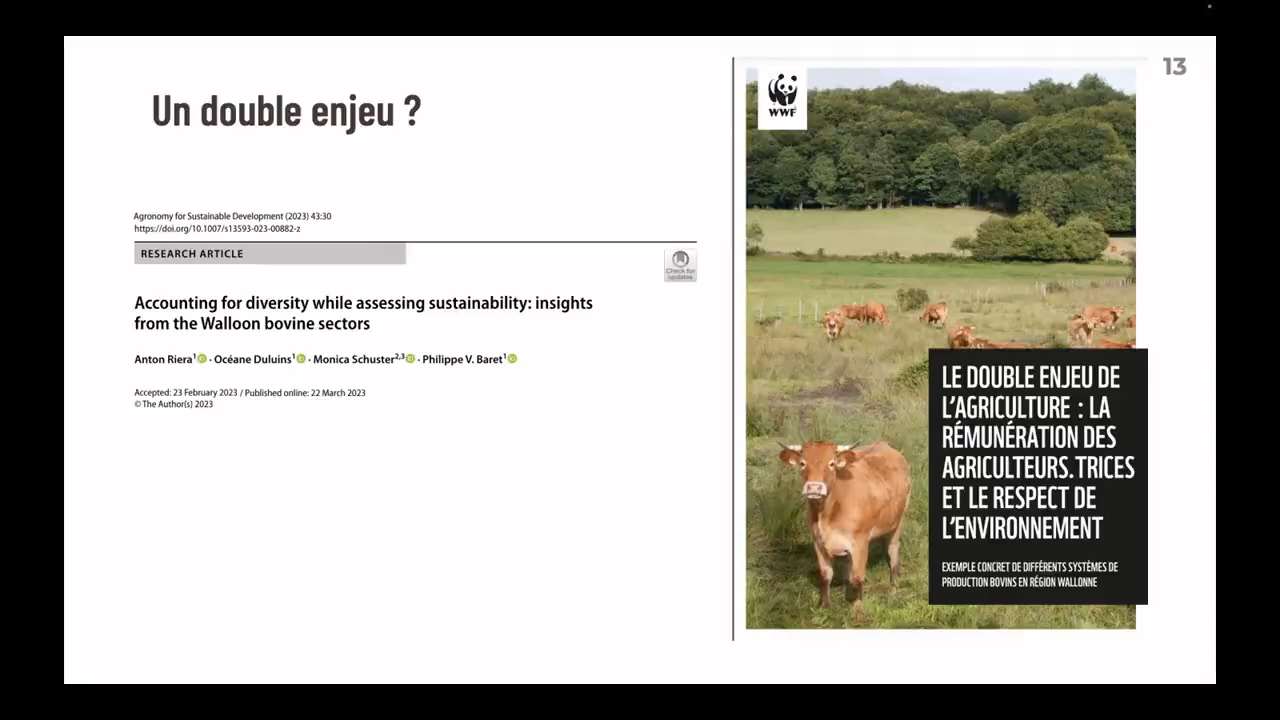 13
Un double enjeu ?
Agronomy for Sustainable Development (2023) 43:30
https://doi.org/10.1007/s13593-023-00882-z
RESEARCH ARTICLE
Check for
updates
Accounting for diversity while assessing sustainability: insights
from the Walloon bovine sectors
Anton Riera1 · Océane Duluins1 · Monica Schuster2,3 · Philippe V. Baret1
Accepted: 23 February 2023 / Published online: 22 March 2023
© The Author(s) 2023
WWF
LE DOUBLE ENJEU DE
L'AGRICULTURE : LA
RÉMUNÉRATION DES
AGRICULTEURS.TRICES
ET LE RESPECT DE
L'ENVIRONNEMENT
EXEMPLE CONCRET DE DIFFÉRENTS SYSTÈMES DE
PRODUCTION BOVINS EN RÉGION WALLONNE